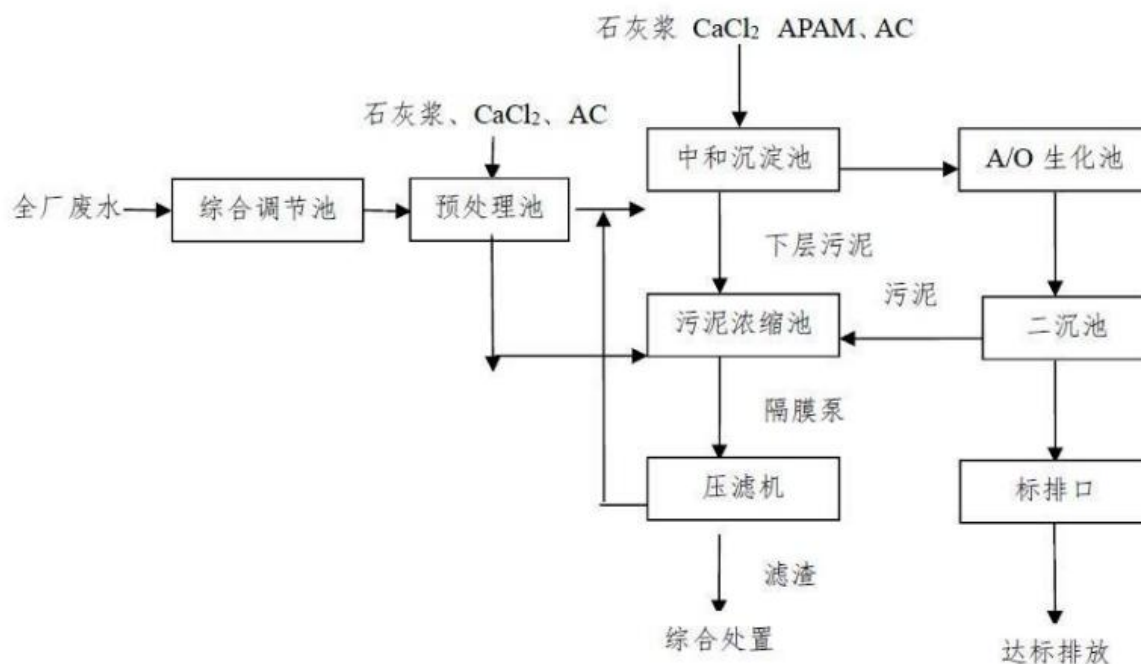 石灰浆 CaCl₂ APAM、AC
石灰浆、CaCl₂、AC
中和沉淀池
A/O 生化池
全厂废水
综合调节池
预处理池
下层污泥
污泥
污泥浓缩池
二沉池
隔膜泵
压滤机
标排口
滤渣
综合处置
达标排放